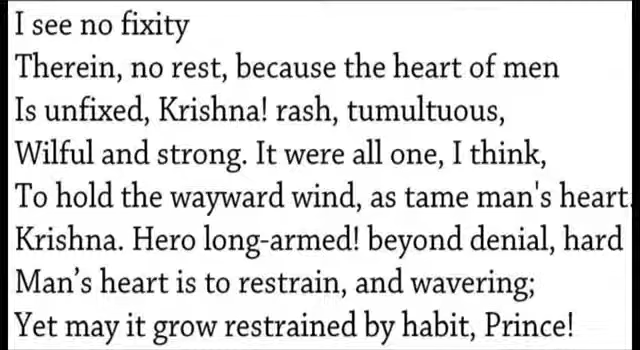 I see no fixity
Therein, no rest, because the heart of men
Is unfixed, Krishna! rash, tumultuous,
Wilful and strong. It were all one, I think,
To hold the wayward wind, as tame man's heart.
Krishna. Hero long-armed! beyond denial, hard
Man’s heart is to restrain, and wavering;
Yet may it grow restrained by habit, Prince!